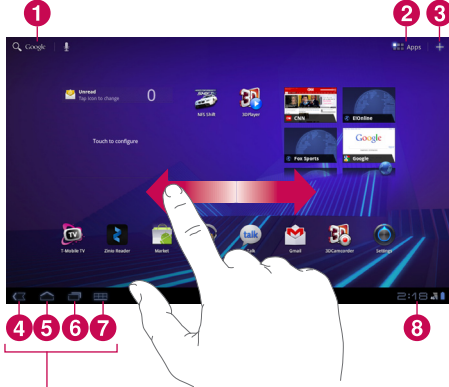 1
2
3
Google
Apps
Unread
Tap icon to change
0
NFS Shift
3DPlayer
CNN
E!Online
Touch to configure
Fox Sports
Google
Google
T-Mobile TV
Zinio Reader
Market
talk
Talk
Gmail
3DCamcorder
Settings
2:18
4
5
6
7
8